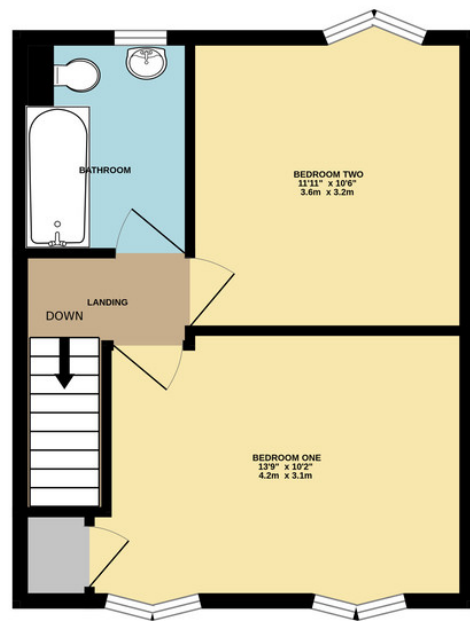 BATHROOM
BEDROOM TWO
11'11" x 10'6"
3.6m x 3.2m
LANDING
DOWN
BEDROOM ONE
13'9" x 10'2"
4.2m x 3.1m